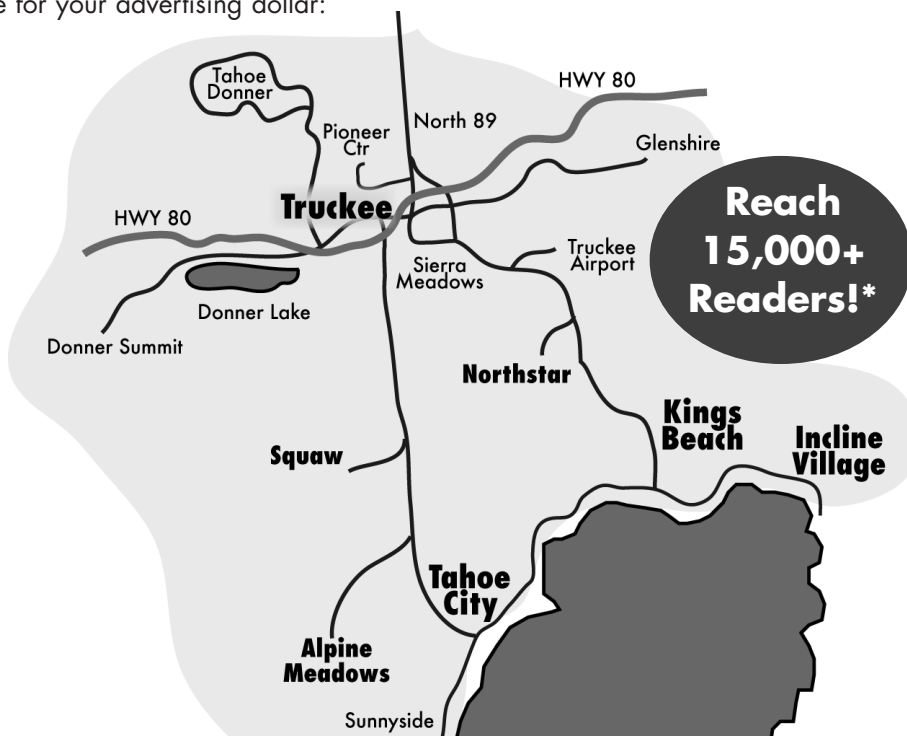 e for your advertising dollar:
HWY 80
Tahoe
Donner
North 89
Pioneer
Ctr
Glenshire
Truckee
Reach
15,000+
Readers!*
HWY 80
Truckee
Airport
Sierra
Meadows
Donner Lake
Donner Summit
Northstar
Kings
Beach
Incline
Village
Squaw
Tahoe
City
Alpine
Meadows
Sunnyside